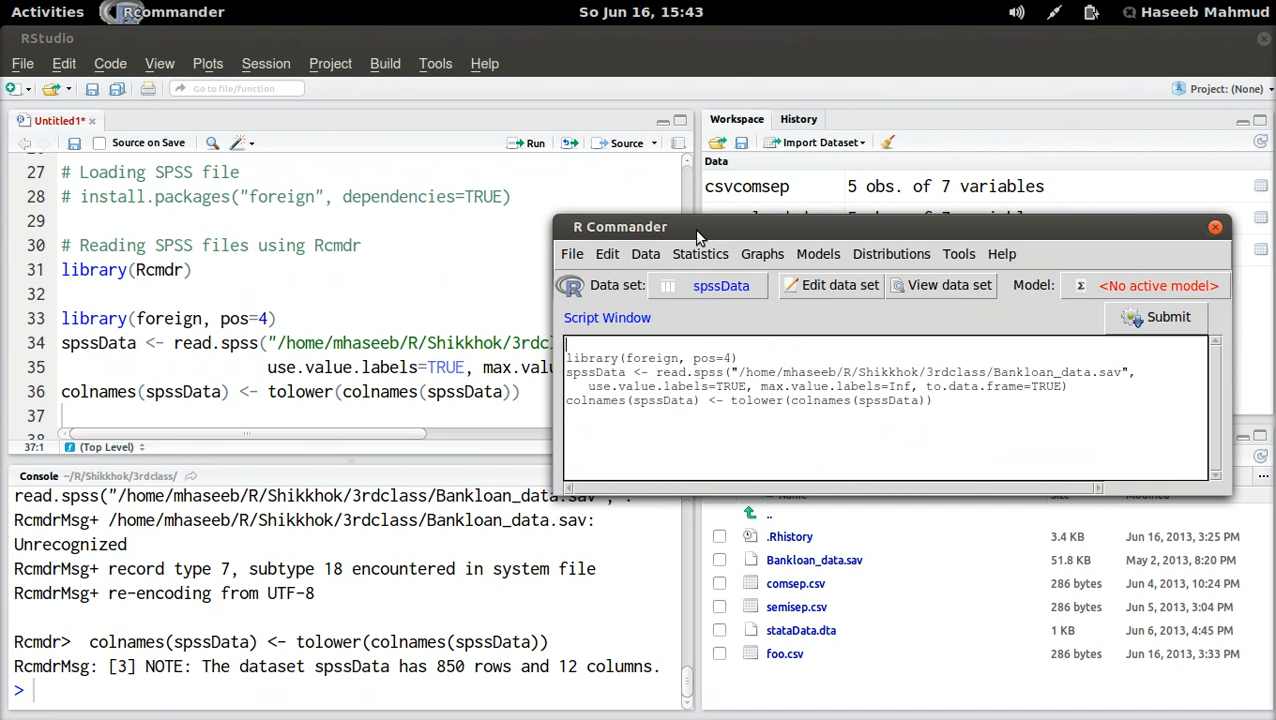 Activities Rcommander So Jun 16, 15:43 Haseeb Mahmud
RStudio
File Edit Code View Plots Session Project Build Tools Help
Go to file/function Project: (None)
Untitled1* Workspace History
Source on Save Run Source Import Dataset
Data
27 # Loading SPSS file
csvcomsep 5 obs. of 7 variables
28 # install.packages("foreign", dependencies=TRUE)
29
30 # Reading SPSS files using Rcmdr
31 library(Rcmdr)
32
33 library(foreign, pos=4)
34 spssData <- read.spss("/home/mhaseeb/R/Shikkhok/3rdcl
35 use.value.labels=TRUE, max.valu
36 colnames(spssData) <- tolower(colnames(spssData))
37
38
37:1 (Top Level)
R Commander
File Edit Data Statistics Graphs Models Distributions Tools Help
Data set: spssData Edit data set View data set Model: Σ <No active model>
Script Window Submit
library(foreign, pos=4)
spssData <- read.spss("/home/mhaseeb/R/Shikkhok/3rdclass/Bankloan_data.sav",
use.value.labels=TRUE, max.value.labels=Inf, to.data.frame=TRUE)
colnames(spssData) <- tolower(colnames(spssData))
Console ~/R/Shikkhok/3rdclass/
read.spss("/home/mhaseeb/R/Shikkhok/3rdclass/Bankloan_data.sav", :
RcmdrMsg+ /home/mhaseeb/R/Shikkhok/3rdclass/Bankloan_data.sav:
Unrecognized
RcmdrMsg+ record type 7, subtype 18 encountered in system file
RcmdrMsg+ re-encoding from UTF-8
Rcmdr> colnames(spssData) <- tolower(colnames(spssData))
RcmdrMsg: [3] NOTE: The dataset spssData has 850 rows and 12 columns.
>
Name Size Modified
..
.Rhistory 3.4 KB Jun 16, 2013, 3:25 PM
Bankloan_data.sav 51.8 KB May 2, 2013, 8:20 PM
comsep.csv 286 bytes Jun 4, 2013, 10:24 PM
semisep.csv 286 bytes Jun 5, 2013, 3:04 PM
stataData.dta 1 KB Jun 6, 2013, 4:45 PM
foo.csv 286 bytes Jun 16, 2013, 3:33 PM